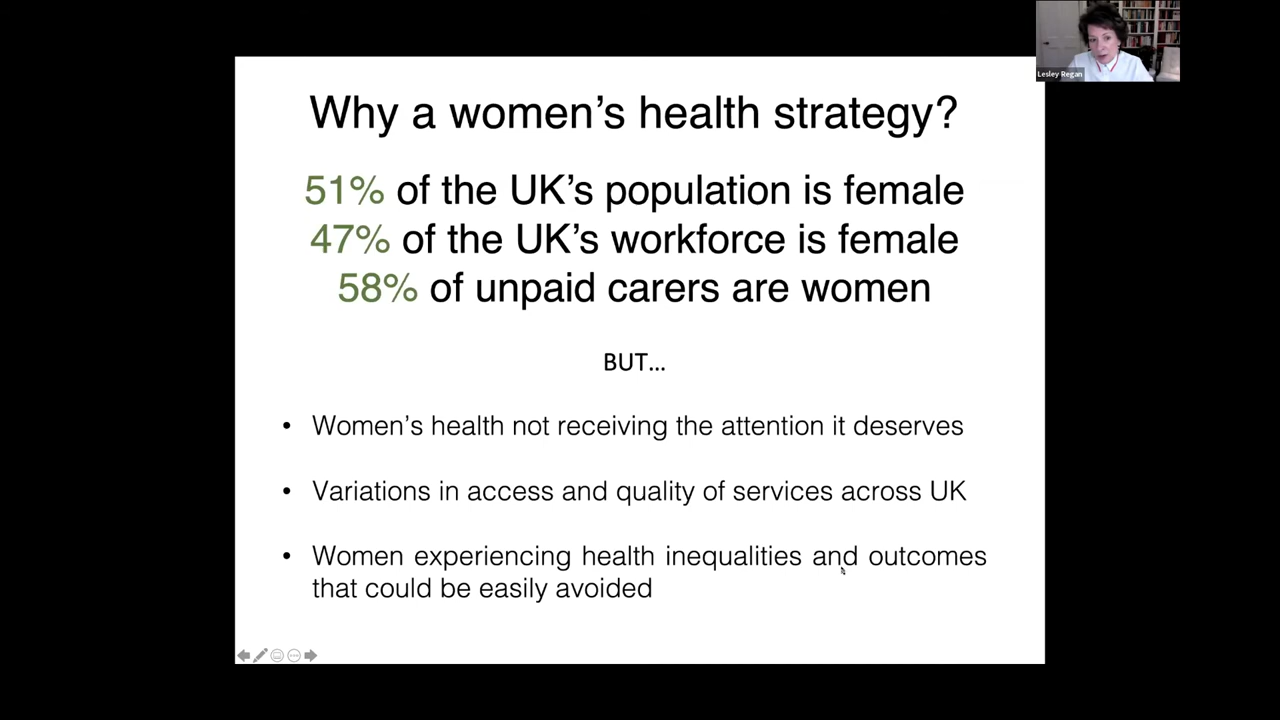 Why a women's health strategy?
51% of the UK's population is female
47% of the UK's workforce is female
58% of unpaid carers are women
BUT...
• Women's health not receiving the attention it deserves
• Variations in access and quality of services across UK
• Women experiencing health inequalities and outcomes
that could be easily avoided
Lesley Regan